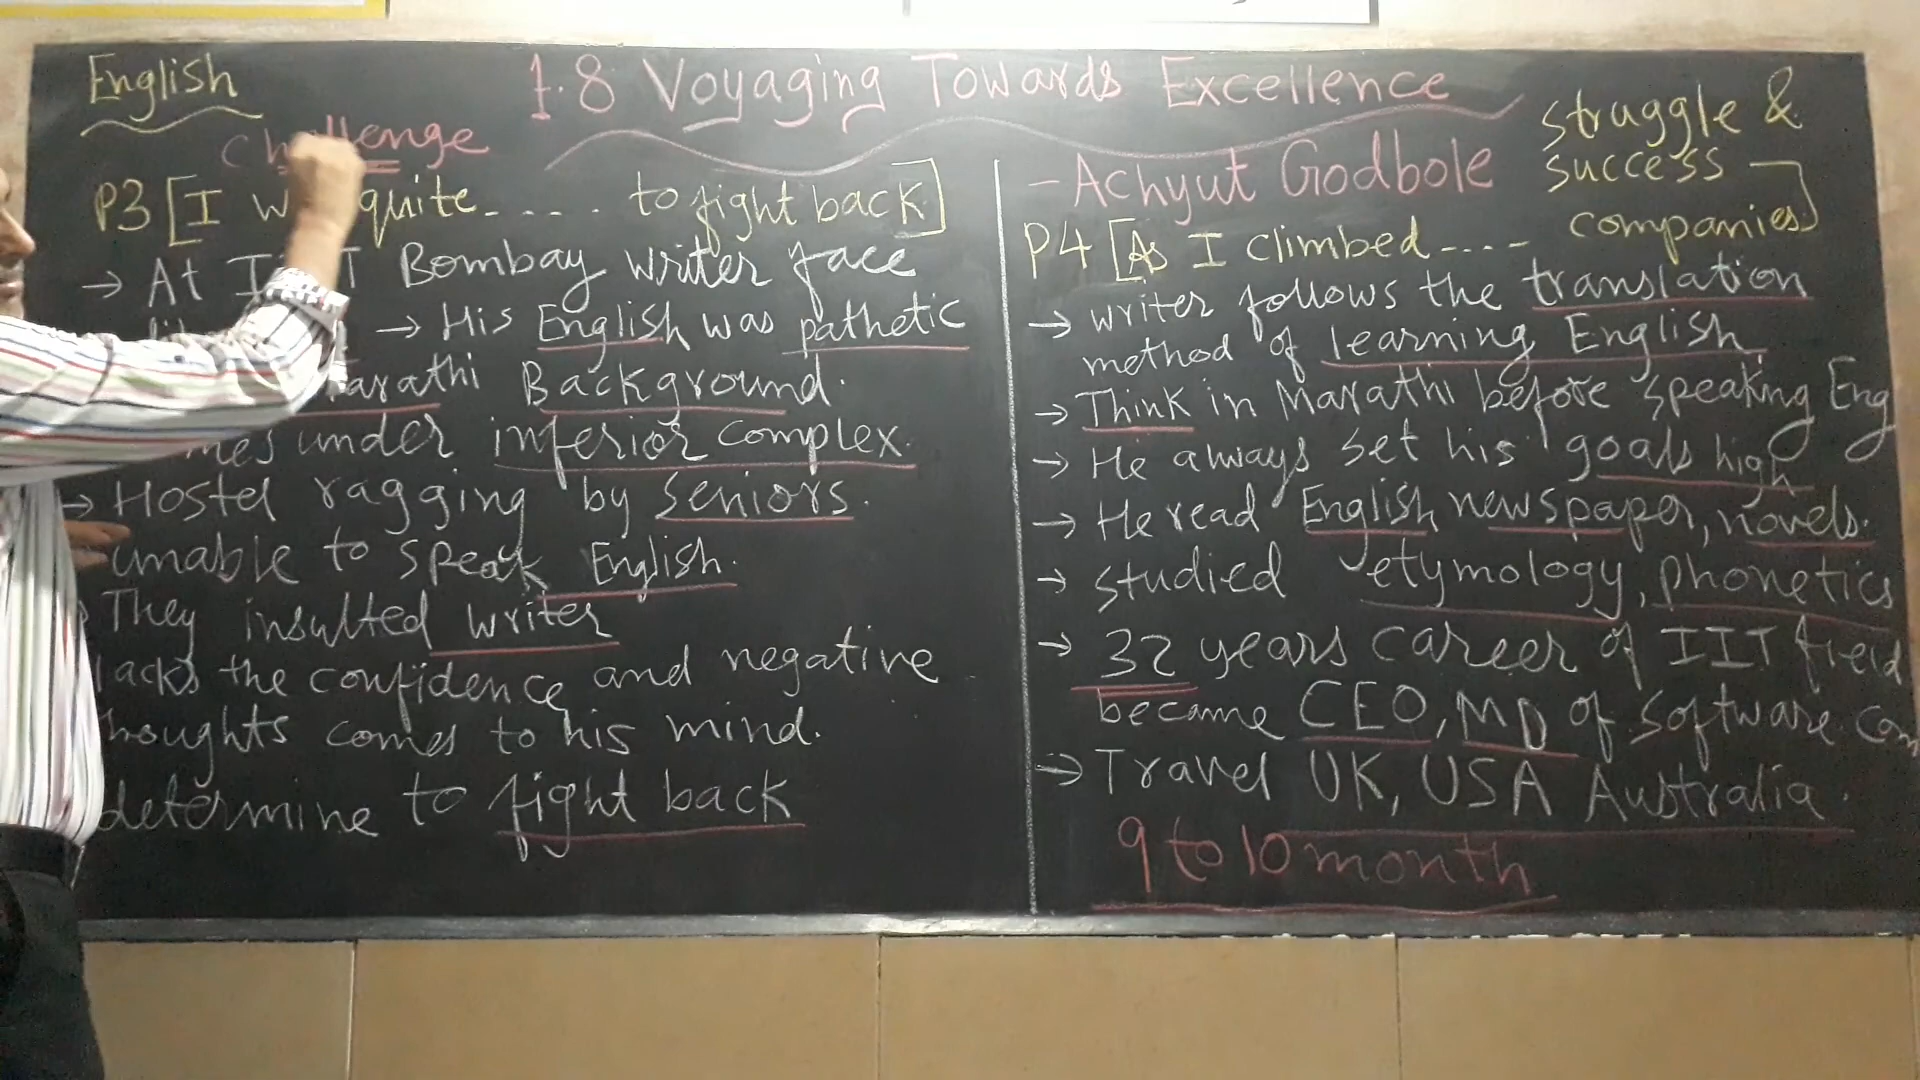 English
1.8 Voyaging Towards Excellence
- Achyut Godbole
struggle &
success
challenge
P3 [I quite..... to fight back]
→ At Bombay writer face
→ His English was pathetic
Background.
under inferior complex.
→ Hostel ragging by seniors.
unable to speak English.
They insulted writer
lacks the confidence and negative
thoughts comes to his mind.
determine to fight back
P4 [As I climbed.... companies]
→ writer follows the translation
method of learning English
→ Think in Marathi before speaking Eng
→ He always set his goals high
→ He read English newspaper, novels.
→ studied etymology, phonetics
→ 32 years career of IIT field
became CEO, MD of software com
→ Travel UK, USA Australia.
9 to 10 month